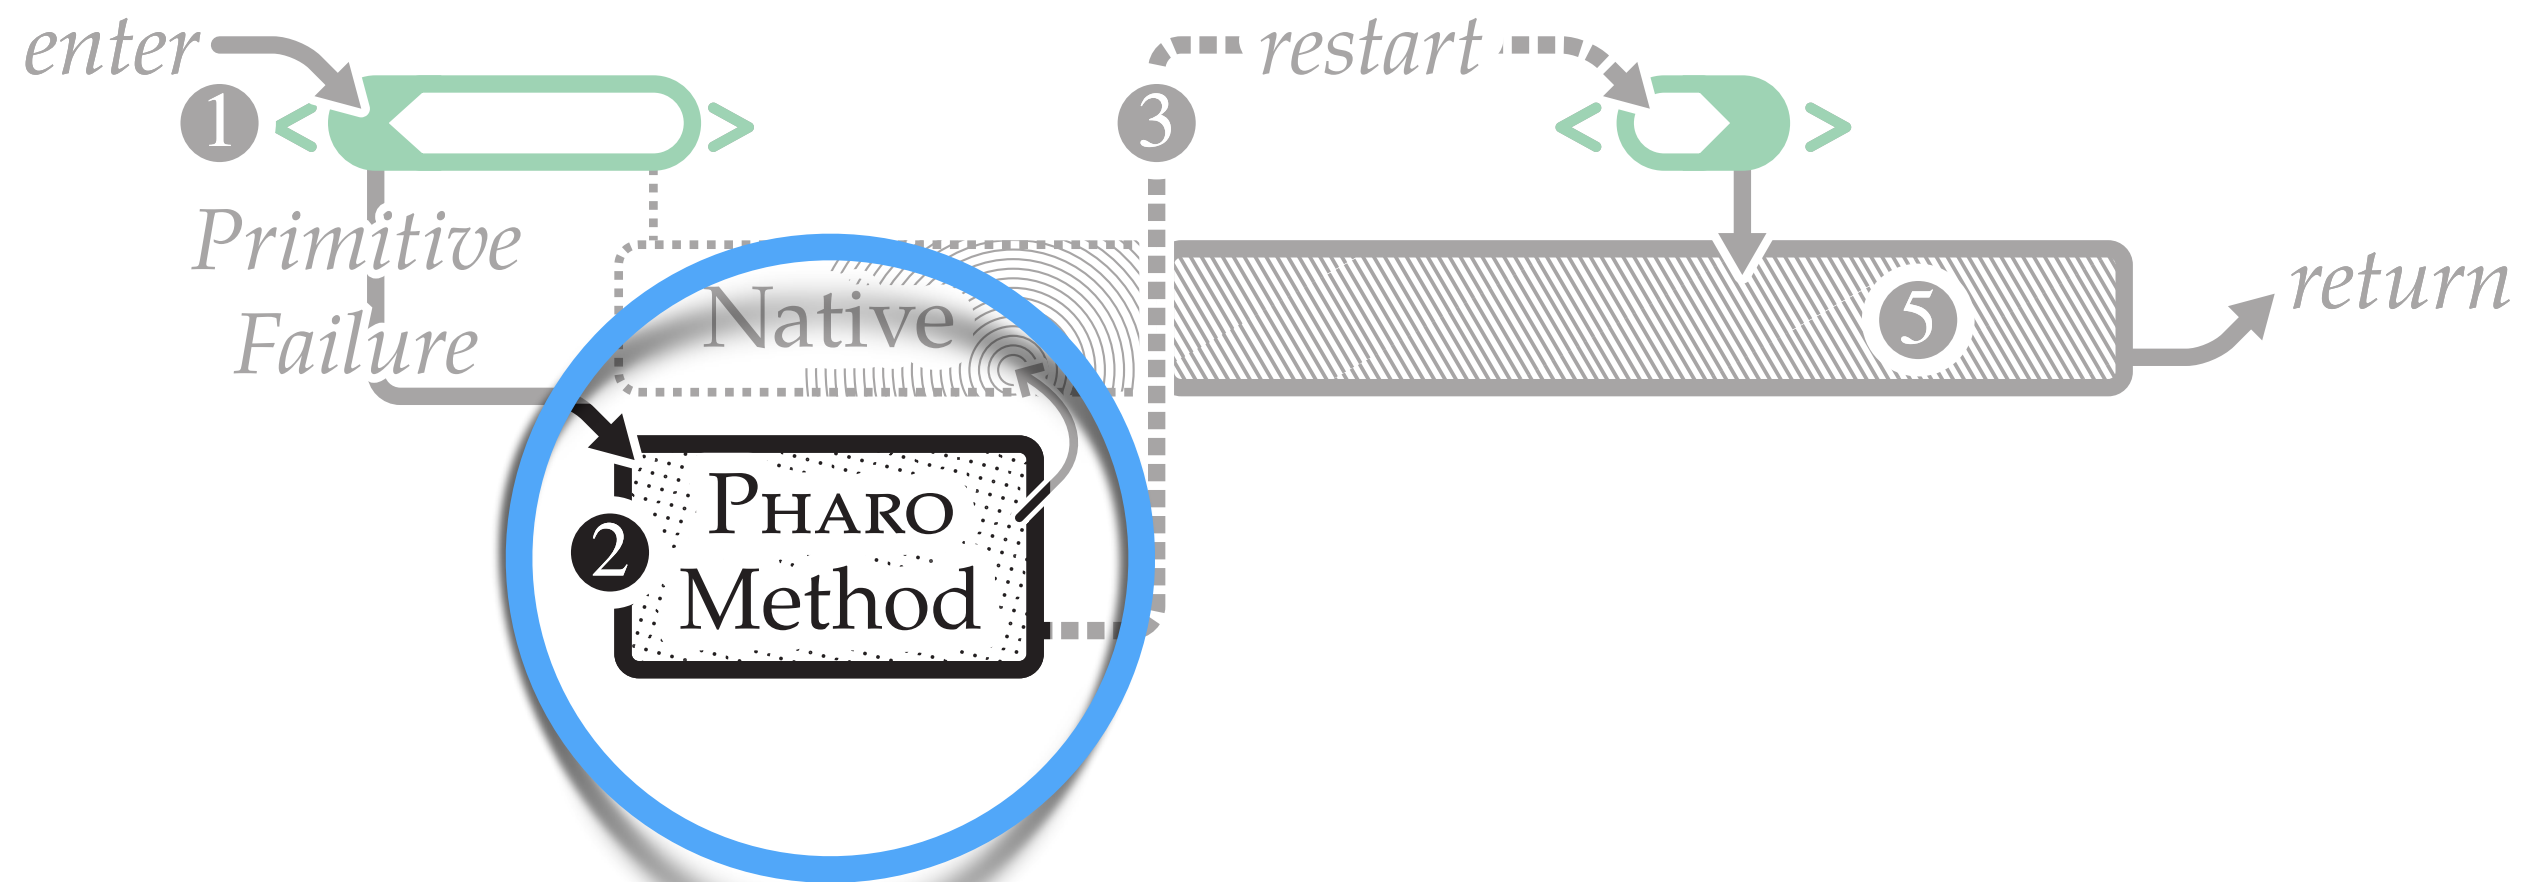 enter
restart
1
<
>
3
<
>
Primitive
Failure
Native
5
return
2
PHARO
Method